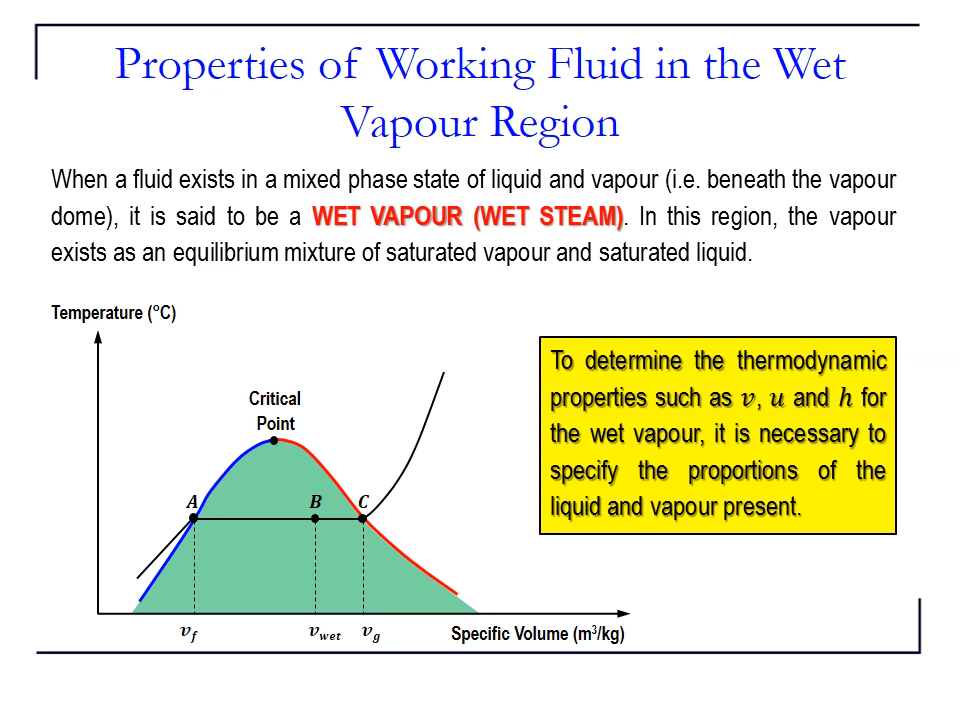 Properties of Working Fluid in the Wet
Vapour Region
When a fluid exists in a mixed phase state of liquid and vapour (i.e. beneath the vapour
dome), it is said to be a WET VAPOUR (WET STEAM). In this region, the vapour
exists as an equilibrium mixture of saturated vapour and saturated liquid.
Temperature (°C)
Critical
Point
A B C
v_f v_wet v_g
Specific Volume (m³/kg)
To determine the thermodynamic
properties such as v, u and h for
the wet vapour, it is necessary to
specify the proportions of the
liquid and vapour present.